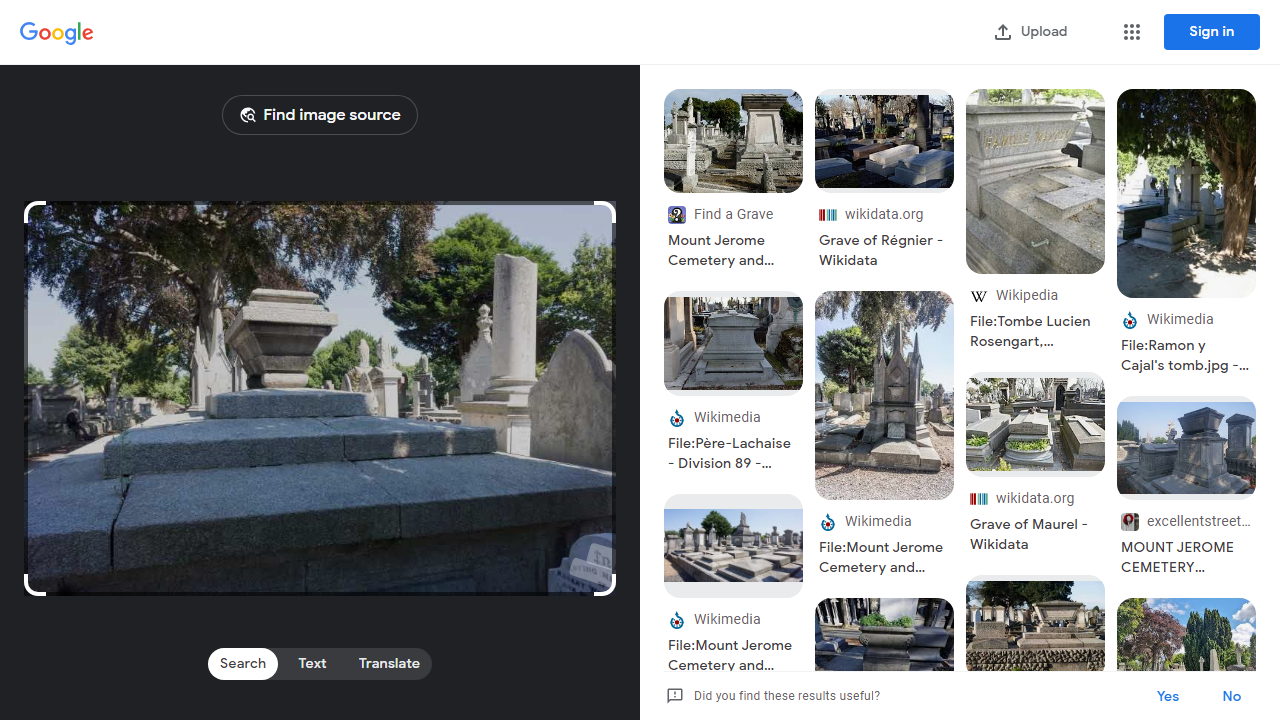 Google
Upload
Sign in
Find image source
Search
Text
Translate
Find a Grave
Mount Jerome
Cemetery and...
Wikimedia
File:Père-Lachaise
- Division 89 -...
Wikimedia
File:Mount Jerome
Cemetery and...
wikidata.org
Grave of Régnier -
Wikidata
Wikimedia
File:Mount Jerome
Cemetery and...
Wikipedia
File:Tombe Lucien
Rosengart,...
wikidata.org
Grave of Maurel -
Wikidata
Wikimedia
File:Ramon y
Cajal's tomb.jpg -...
excellentstreet...
MOUNT JEROME
CEMETERY...
Did you find these results useful?
Yes
No